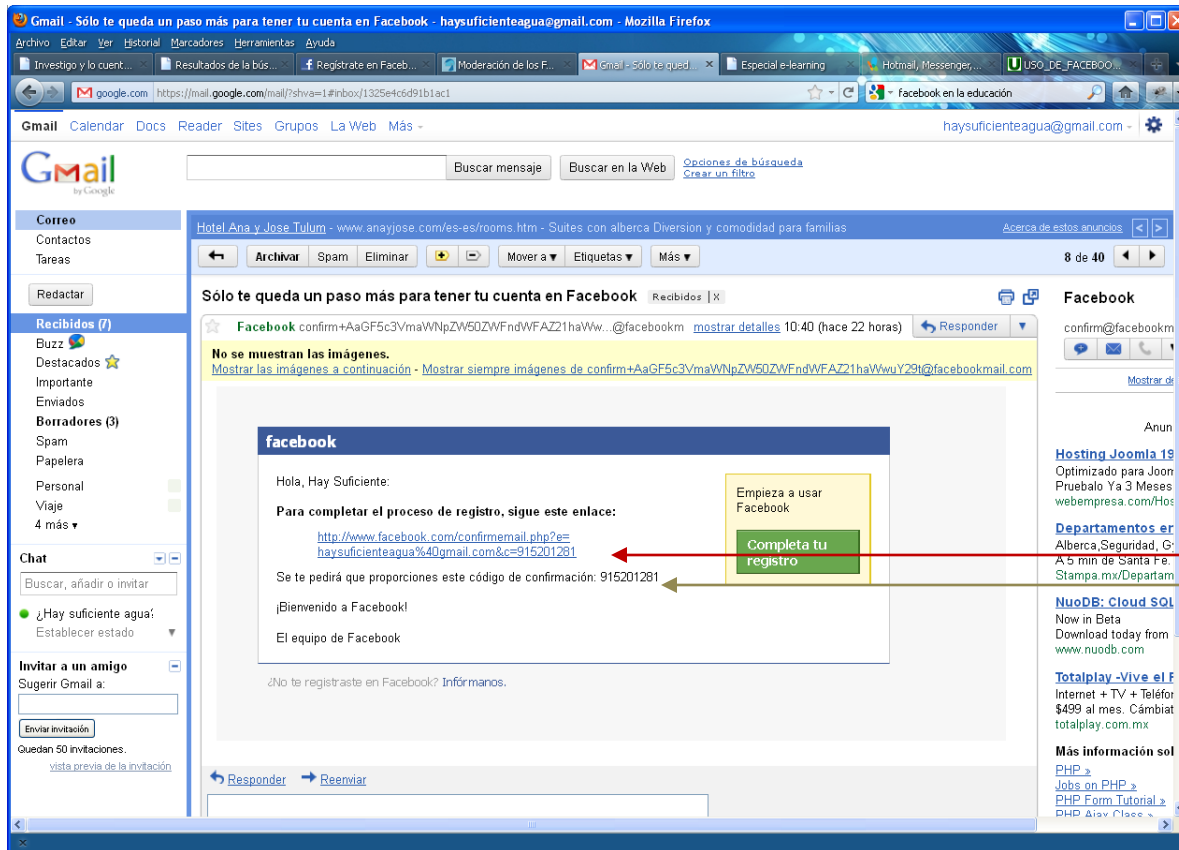 Gmail - Sólo te queda un paso más para tener tu cuenta en Facebook - haysuficienteagua@gmail.com - Mozilla Firefox
Archivo Editar Ver Historial Marcadores Herramientas Ayuda
Investigo y lo cuent... Resultados de la bús... Regístrate en Faceb... Moderación de los F... Gmail - Sólo te qued... Especial e-learning Hotmail, Messenger,... USO_DE_FACEBOO...
google.com https://mail.google.com/mail/?shva=1#inbox/1325e4c6d91b1ac1 facebook en la educación
Gmail Calendar Docs Reader Sites Grupos La Web Más haysuficienteagua@gmail.com
Gmail by Google
Buscar mensaje Buscar en la Web Opciones de búsqueda
Crear un filtro
Correo
Contactos
Tareas
Redactar
Recibidos (7)
Buzz
Destacados
Importante
Enviados
Borradores (3)
Spam
Papelera
Personal
Viaje
4 más
Chat
Buscar, añadir o invitar
¿Hay suficiente agua?
Establecer estado
Invitar a un amigo
Sugerir Gmail a:
Enviar invitación
Quedan 50 invitaciones.
vista previa de la invitación
Hotel Ana y Jose Tulum - www.anayjose.com/es-es/rooms.htm - Suites con alberca Diversion y comodidad para familias Acerca de estos anuncios < >
Archivar Spam Eliminar Mover a Etiquetas Más 8 de 40
Sólo te queda un paso más para tener tu cuenta en Facebook Recibidos | X
Facebook confirm+AaGF5c3VmaWNpZW50ZWFndWFAZ21haWw...@facebookm mostrar detalles 10:40 (hace 22 horas) Responder
No se muestran las imágenes.
Mostrar las imágenes a continuación - Mostrar siempre imágenes de confirm+AaGF5c3VmaWNpZW50ZWFndWFAZ21haWwuY29t@facebookmail.com
facebook
Hola, Hay Suficiente:
Para completar el proceso de registro, sigue este enlace:
http://www.facebook.com/confirmemail.php?e=
haysuficienteagua%40gmail.com&c=915201281
Se te pedirá que proporciones este código de confirmación: 915201281
¡Bienvenido a Facebook!
El equipo de Facebook
Empieza a usar
Facebook
Completa tu
registro
¿No te registraste en Facebook? Infórmanos.
Responder Reenviar
Facebook
confirm@facebookm
Mostrar de
Anun
Hosting Joomla 19
Optimizado para Joom
Pruebalo Ya 3 Meses
webempresa.com/Hos
Departamentos er
Alberca,Seguridad, Gy
A 5 min de Santa Fe.
Stampa.mx/Departam
NuoDB: Cloud SQL
Now in Beta
Download today from
www.nuodb.com
Totalplay -Vive el F
Internet + TV + Teléfor
$499 al mes. Cámbiat
totalplay.com.mx
Más información sol
PHP »
Jobs on PHP »
PHP Form Tutorial »
PHP Ajax Class »